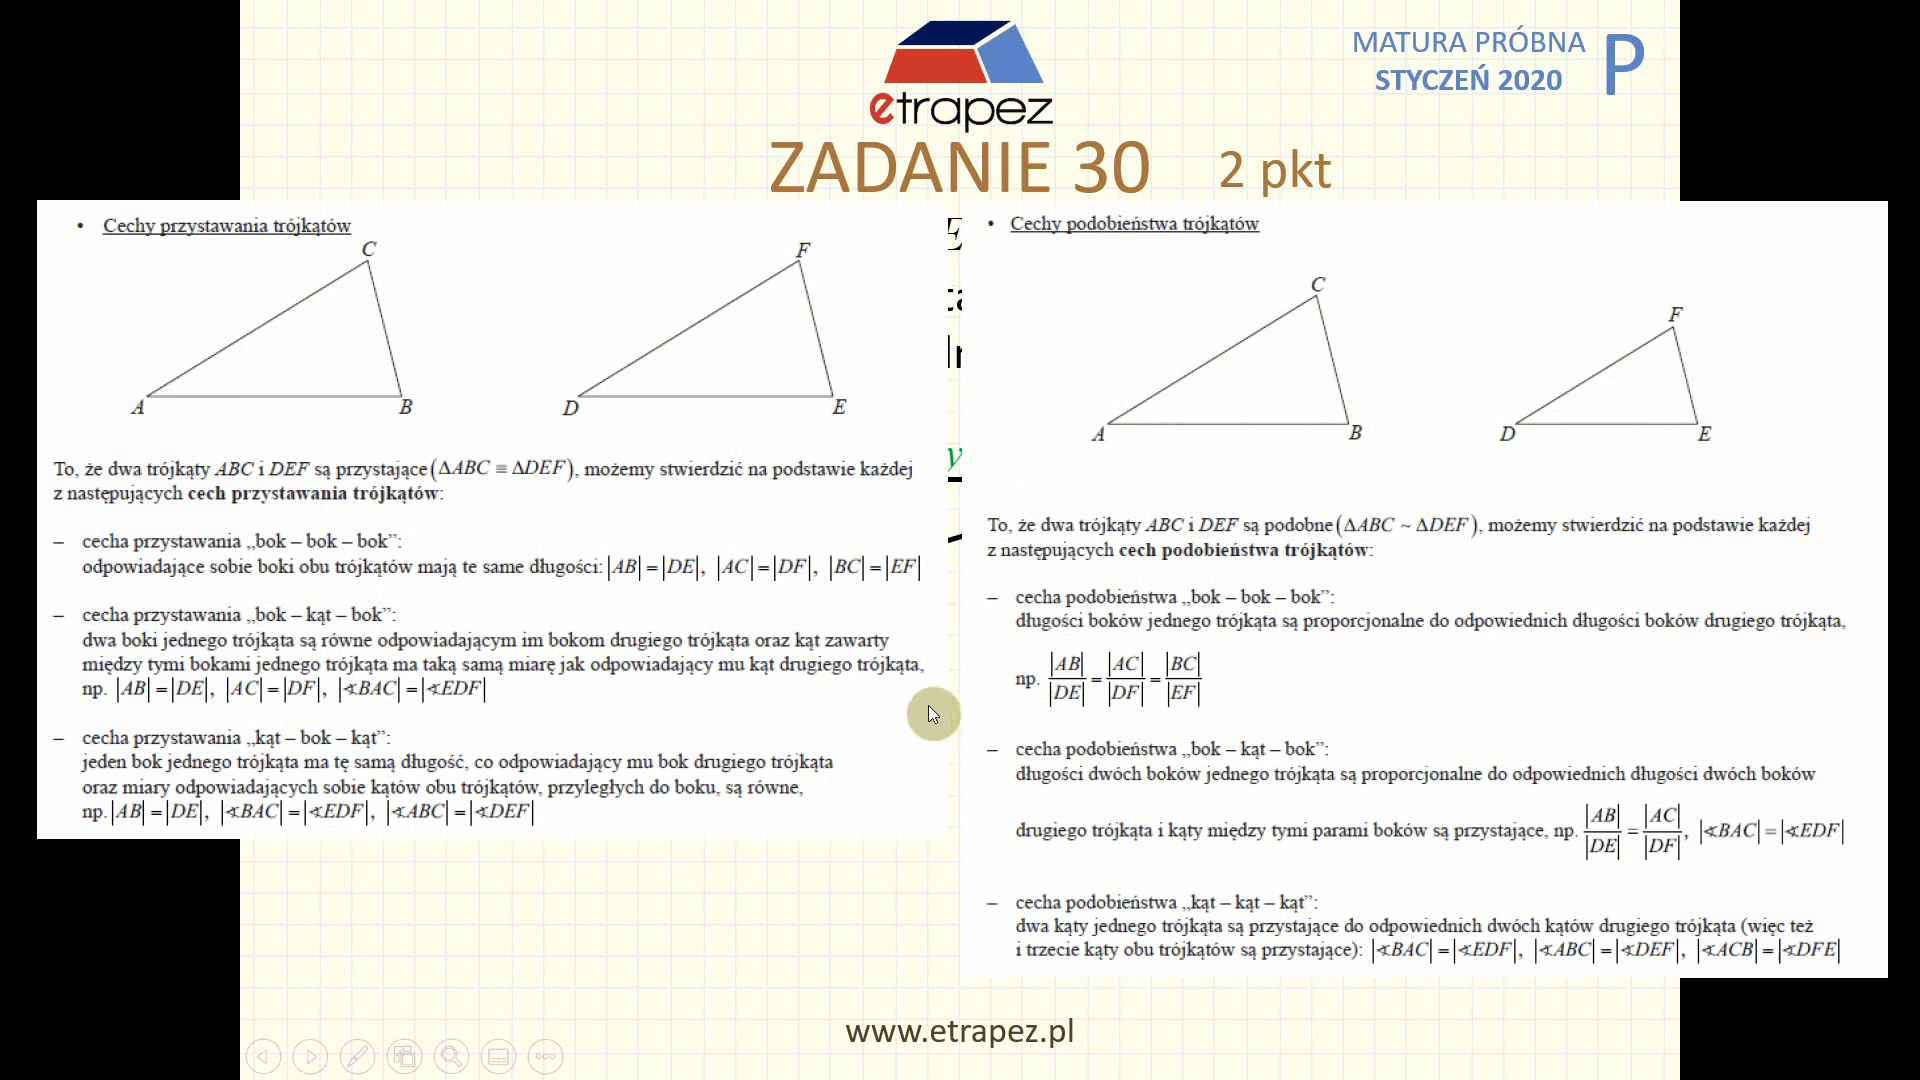 MATURA PRÓBNA
STYCZEŃ 2020
P
etrapez
ZADANIE 30 2 pkt
• Cechy przystawania trójkątów
C
F
A
B
D
E
To, że dwa trójkąty ABC i DEF są przystające (ΔABC ≡ ΔDEF), możemy stwierdzić na podstawie każdej
z następujących cech przystawania trójkątów:
– cecha przystawania „bok – bok – bok”:
odpowiadające sobie boki obu trójkątów mają te same długości: |AB| = |DE|, |AC| = |DF|, |BC| = |EF|
– cecha przystawania „bok – kąt – bok”:
dwa boki jednego trójkąta są równe odpowiadającym im bokom drugiego trójkąta oraz kąt zawarty
między tymi bokami jednego trójkąta ma taką samą miarę jak odpowiadający mu kąt drugiego trójkąta,
np. |AB| = |DE|, |AC| = |DF|, |∢BAC| = |∢EDF|
– cecha przystawania „kąt – bok – kąt”:
jeden bok jednego trójkąta ma tę samą długość, co odpowiadający mu bok drugiego trójkąta
oraz miary odpowiadających sobie kątów obu trójkątów, przyległych do boku, są równe,
np. |AB| = |DE|, |∢BAC| = |∢EDF|, |∢ABC| = |∢DEF|
• Cechy podobieństwa trójkątów
C
F
A
B
D
E
To, że dwa trójkąty ABC i DEF są podobne (ΔABC ~ ΔDEF), możemy stwierdzić na podstawie każdej
z następujących cech podobieństwa trójkątów:
– cecha podobieństwa „bok – bok – bok”:
długości boków jednego trójkąta są proporcjonalne do odpowiednich długości boków drugiego trójkąta,
np. |AB|/|DE| = |AC|/|DF| = |BC|/|EF|
– cecha podobieństwa „bok – kąt – bok”:
długości dwóch boków jednego trójkąta są proporcjonalne do odpowiednich długości dwóch boków
drugiego trójkąta i kąty między tymi parami boków są przystające, np. |AB|/|DE| = |AC|/|DF|, |∢BAC| = |∢EDF|
– cecha podobieństwa „kąt – kąt – kąt”:
dwa kąty jednego trójkąta są przystające do odpowiednich dwóch kątów drugiego trójkąta (więc też
i trzecie kąty obu trójkątów są przystające): |∢BAC| = |∢EDF|, |∢ABC| = |∢DEF|, |∢ACB| = |∢DFE|
www.etrapez.pl